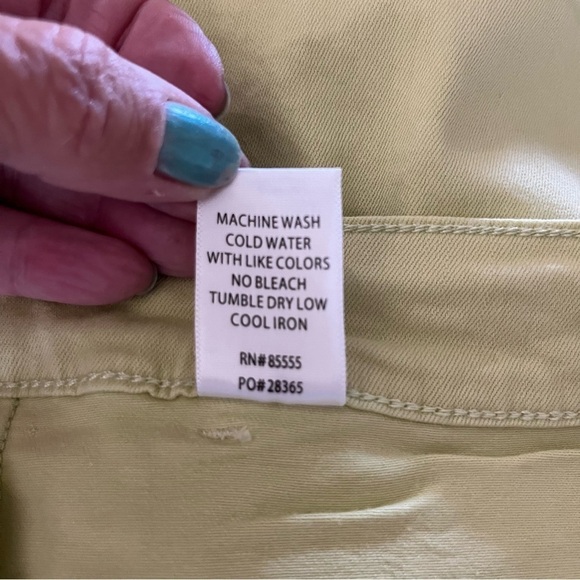 MACHINE WASH
COLD WATER
WITH LIKE COLORS
NO BLEACH
TUMBLE DRY LOW
COOL IRON
RN#85555
PO#28365